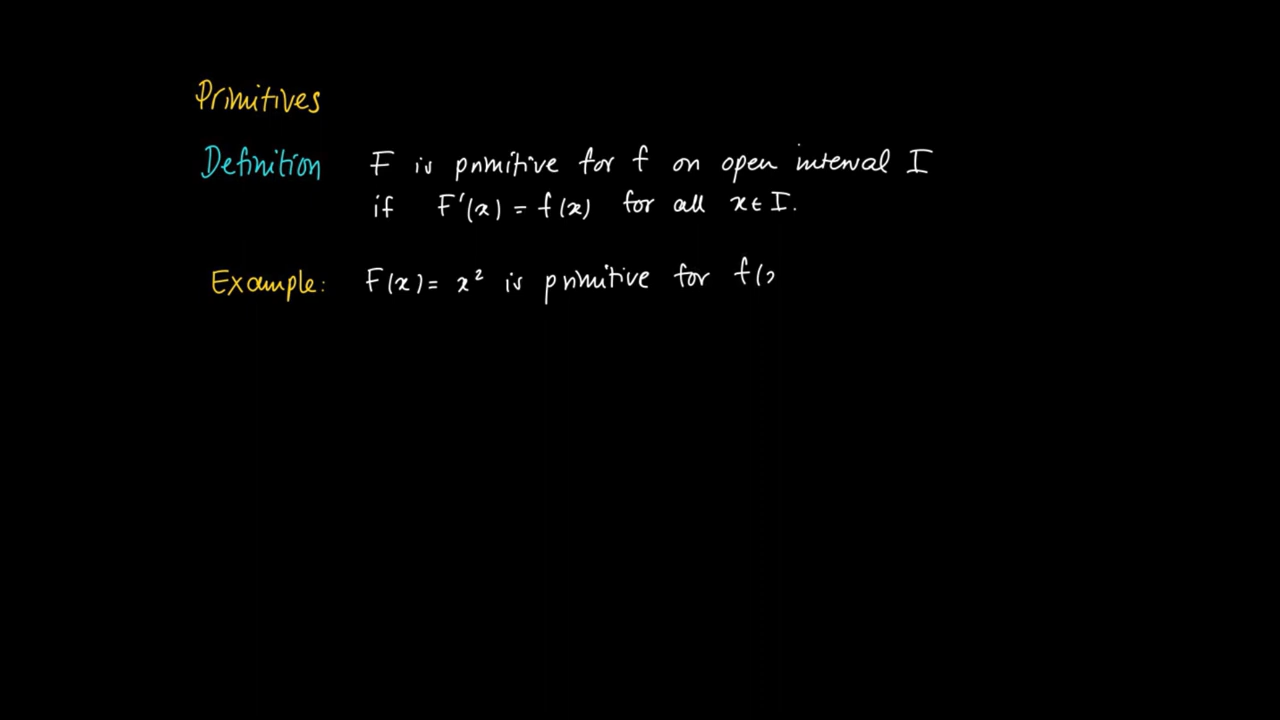 Primitives
Definition F is primitive for f on open interval I
if F'(x) = f(x) for all x ∈ I.
Example: F(x) = x² is primitive for f(